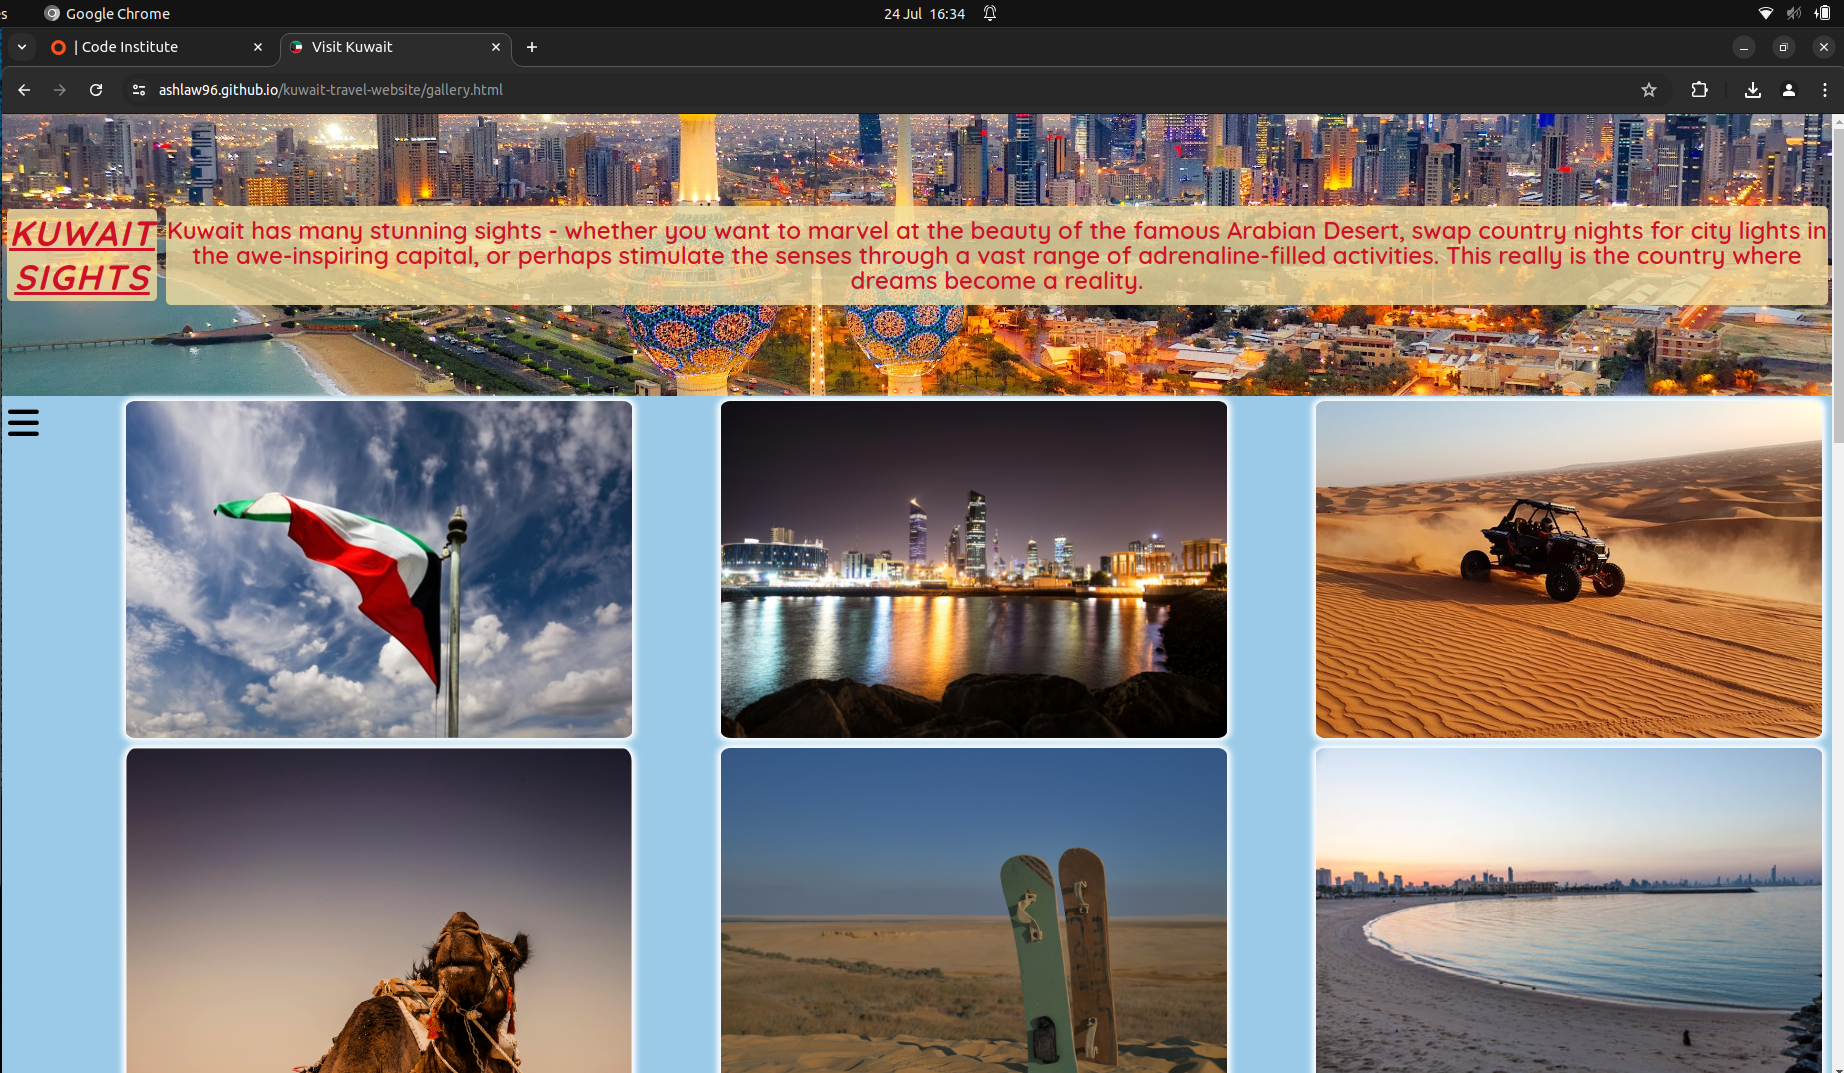 s
Google Chrome
24 Jul 16:34
| Code Institute
Visit Kuwait
ashlaw96.github.io/kuwait-travel-website/gallery.html
KUWAIT
SIGHTS
Kuwait has many stunning sights - whether you want to marvel at the beauty of the famous Arabian Desert, swap country nights for city lights in
the awe-inspiring capital, or perhaps stimulate the senses through a vast range of adrenaline-filled activities. This really is the country where
dreams become a reality.